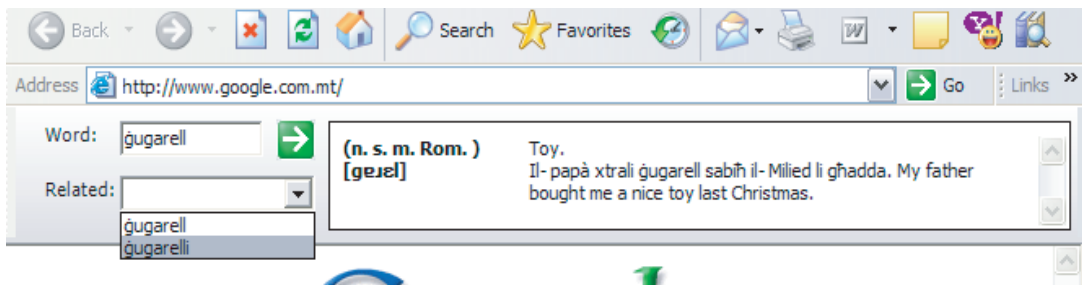 Back Search Favorites
Address http://www.google.com.mt/ Go Links »
Word: ġugarell
(n. s. m. Rom. ) Toy.
[gɐɹɛl] Il-papà xtrali ġugarell sabiħ il-Milied li għadda. My father
bought me a nice toy last Christmas.
Related:
ġugarell
ġugarelli